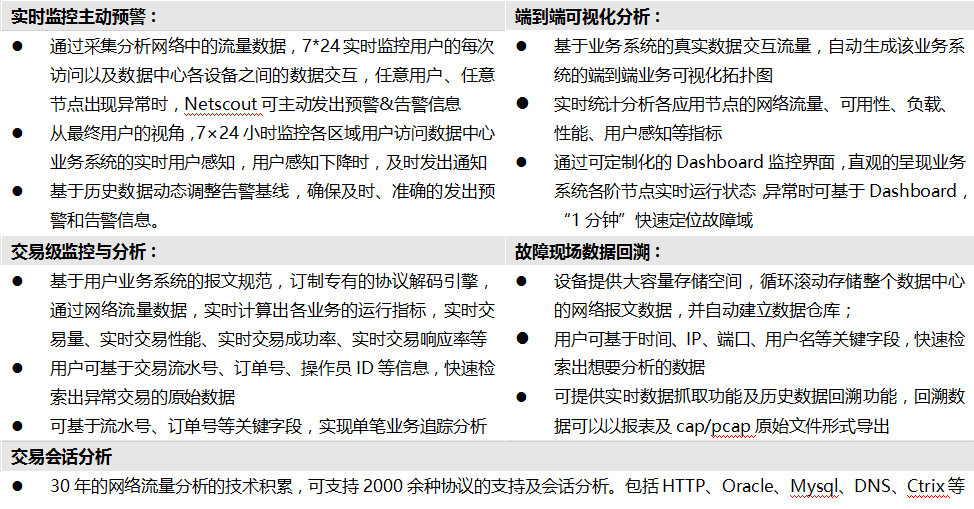 实时监控主动预警：
● 通过采集分析网络中的流量数据，7*24 实时监控用户的每次
访问以及数据中心各设备之间的数据交互，任意用户、任意
节点出现异常时，Netscout 可主动发出预警&告警信息
● 从最终用户的视角，7×24 小时监控各区域用户访问数据中心
业务系统的实时用户感知，用户感知下降时，及时发出通知
● 基于历史数据动态调整告警基线，确保及时、准确的发出预
警和告警信息。
端到端可视化分析：
● 基于业务系统的真实数据交互流量，自动生成该业务系
统的端到端业务可视化拓扑图
● 实时统计分析各应用节点的网络流量、可用性、负载、
性能、用户感知等指标
● 通过可定制化的 Dashboard 监控界面，直观的呈现业务
系统各阶节点实时运行状态,异常时可基于 Dashboard，
“1 分钟”快速定位故障域
交易级监控与分析：
● 基于用户业务系统的报文规范，订制专有的协议解码引擎，
通过网络流量数据，实时计算出各业务的运行指标，实时交
易量、实时交易性能、实时交易成功率、实时交易响应率等
● 用户可基于交易流水号、订单号、操作员 ID 等信息，快速检
索出异常交易的原始数据
● 可基于流水号、订单号等关键字段，实现单笔业务追踪分析
故障现场数据回溯：
● 设备提供大容量存储空间，循环滚动存储整个数据中心
的网络报文数据，并自动建立数据仓库；
● 用户可基于时间、IP、端口、用户名等关键字段，快速检
索出想要分析的数据
● 可提供实时数据抓取功能及历史数据回溯功能，回溯数
据可以以报表及 cap/pcap 原始文件形式导出
交易会话分析
● 30 年的网络流量分析的技术积累，可支持 2000 余种协议的支持及会话分析。包括 HTTP、Oracle、Mysql、DNS、Ctrix 等